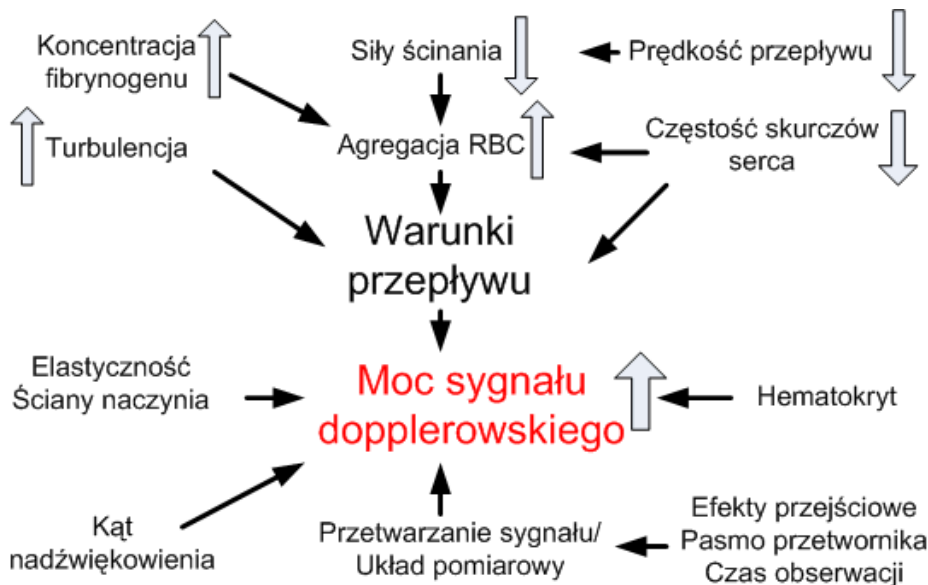 Koncentracja
fibrynogenu
Siły ścinania
Prędkość przepływu
Turbulencja
Agregacja RBC
Częstość skurczów
serca
Warunki
przepływu
Elastyczność
Ściany naczynia
Moc sygnału
dopplerowskiego
Hematokryt
Kąt
nadźwiękowienia
Przetwarzanie sygnału/
Układ pomiarowy
Efekty przejściowe
Pasmo przetwornika
Czas obserwacji